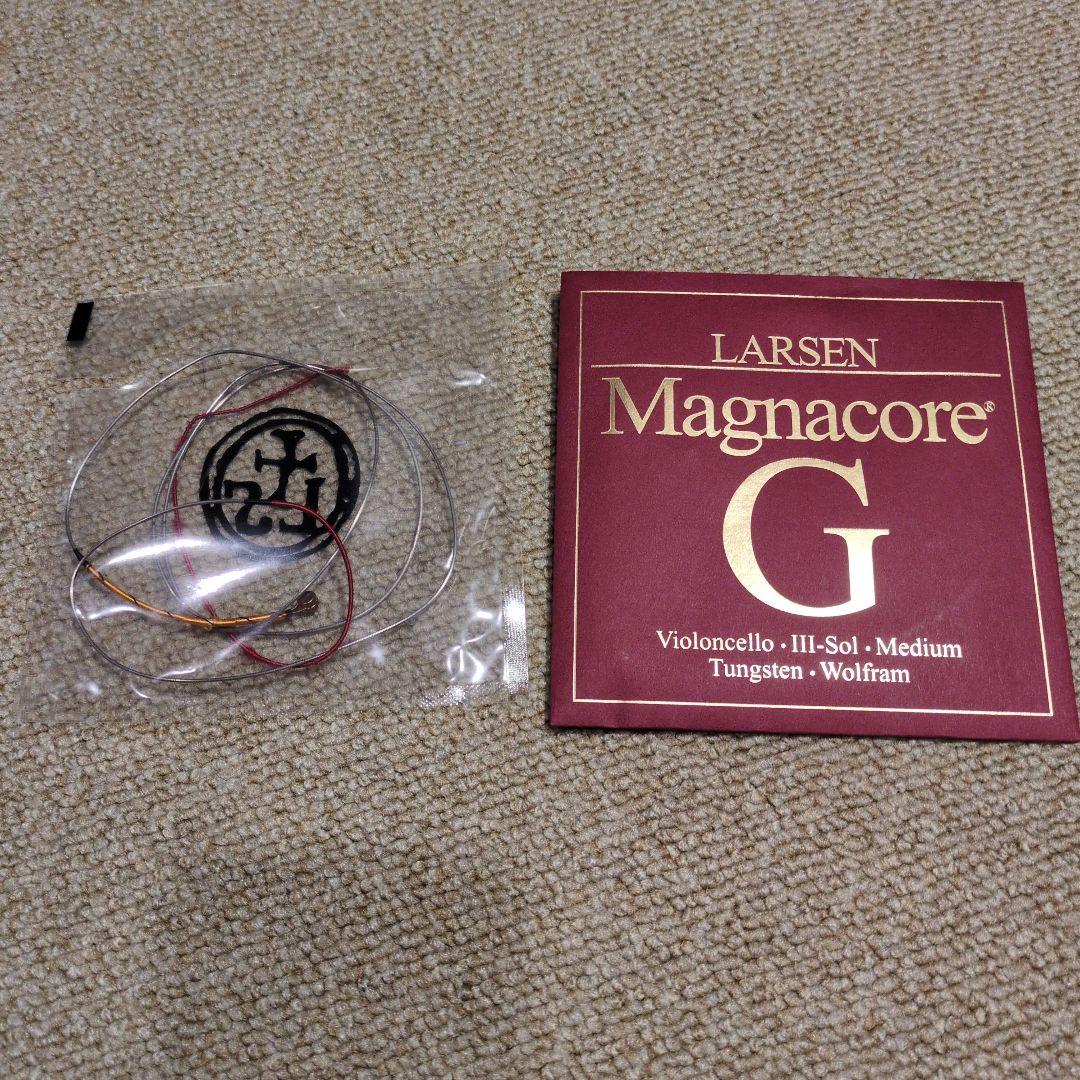 LARSEN
Magnacore®
G
Violoncello • III-Sol • Medium
Tungsten • Wolfram